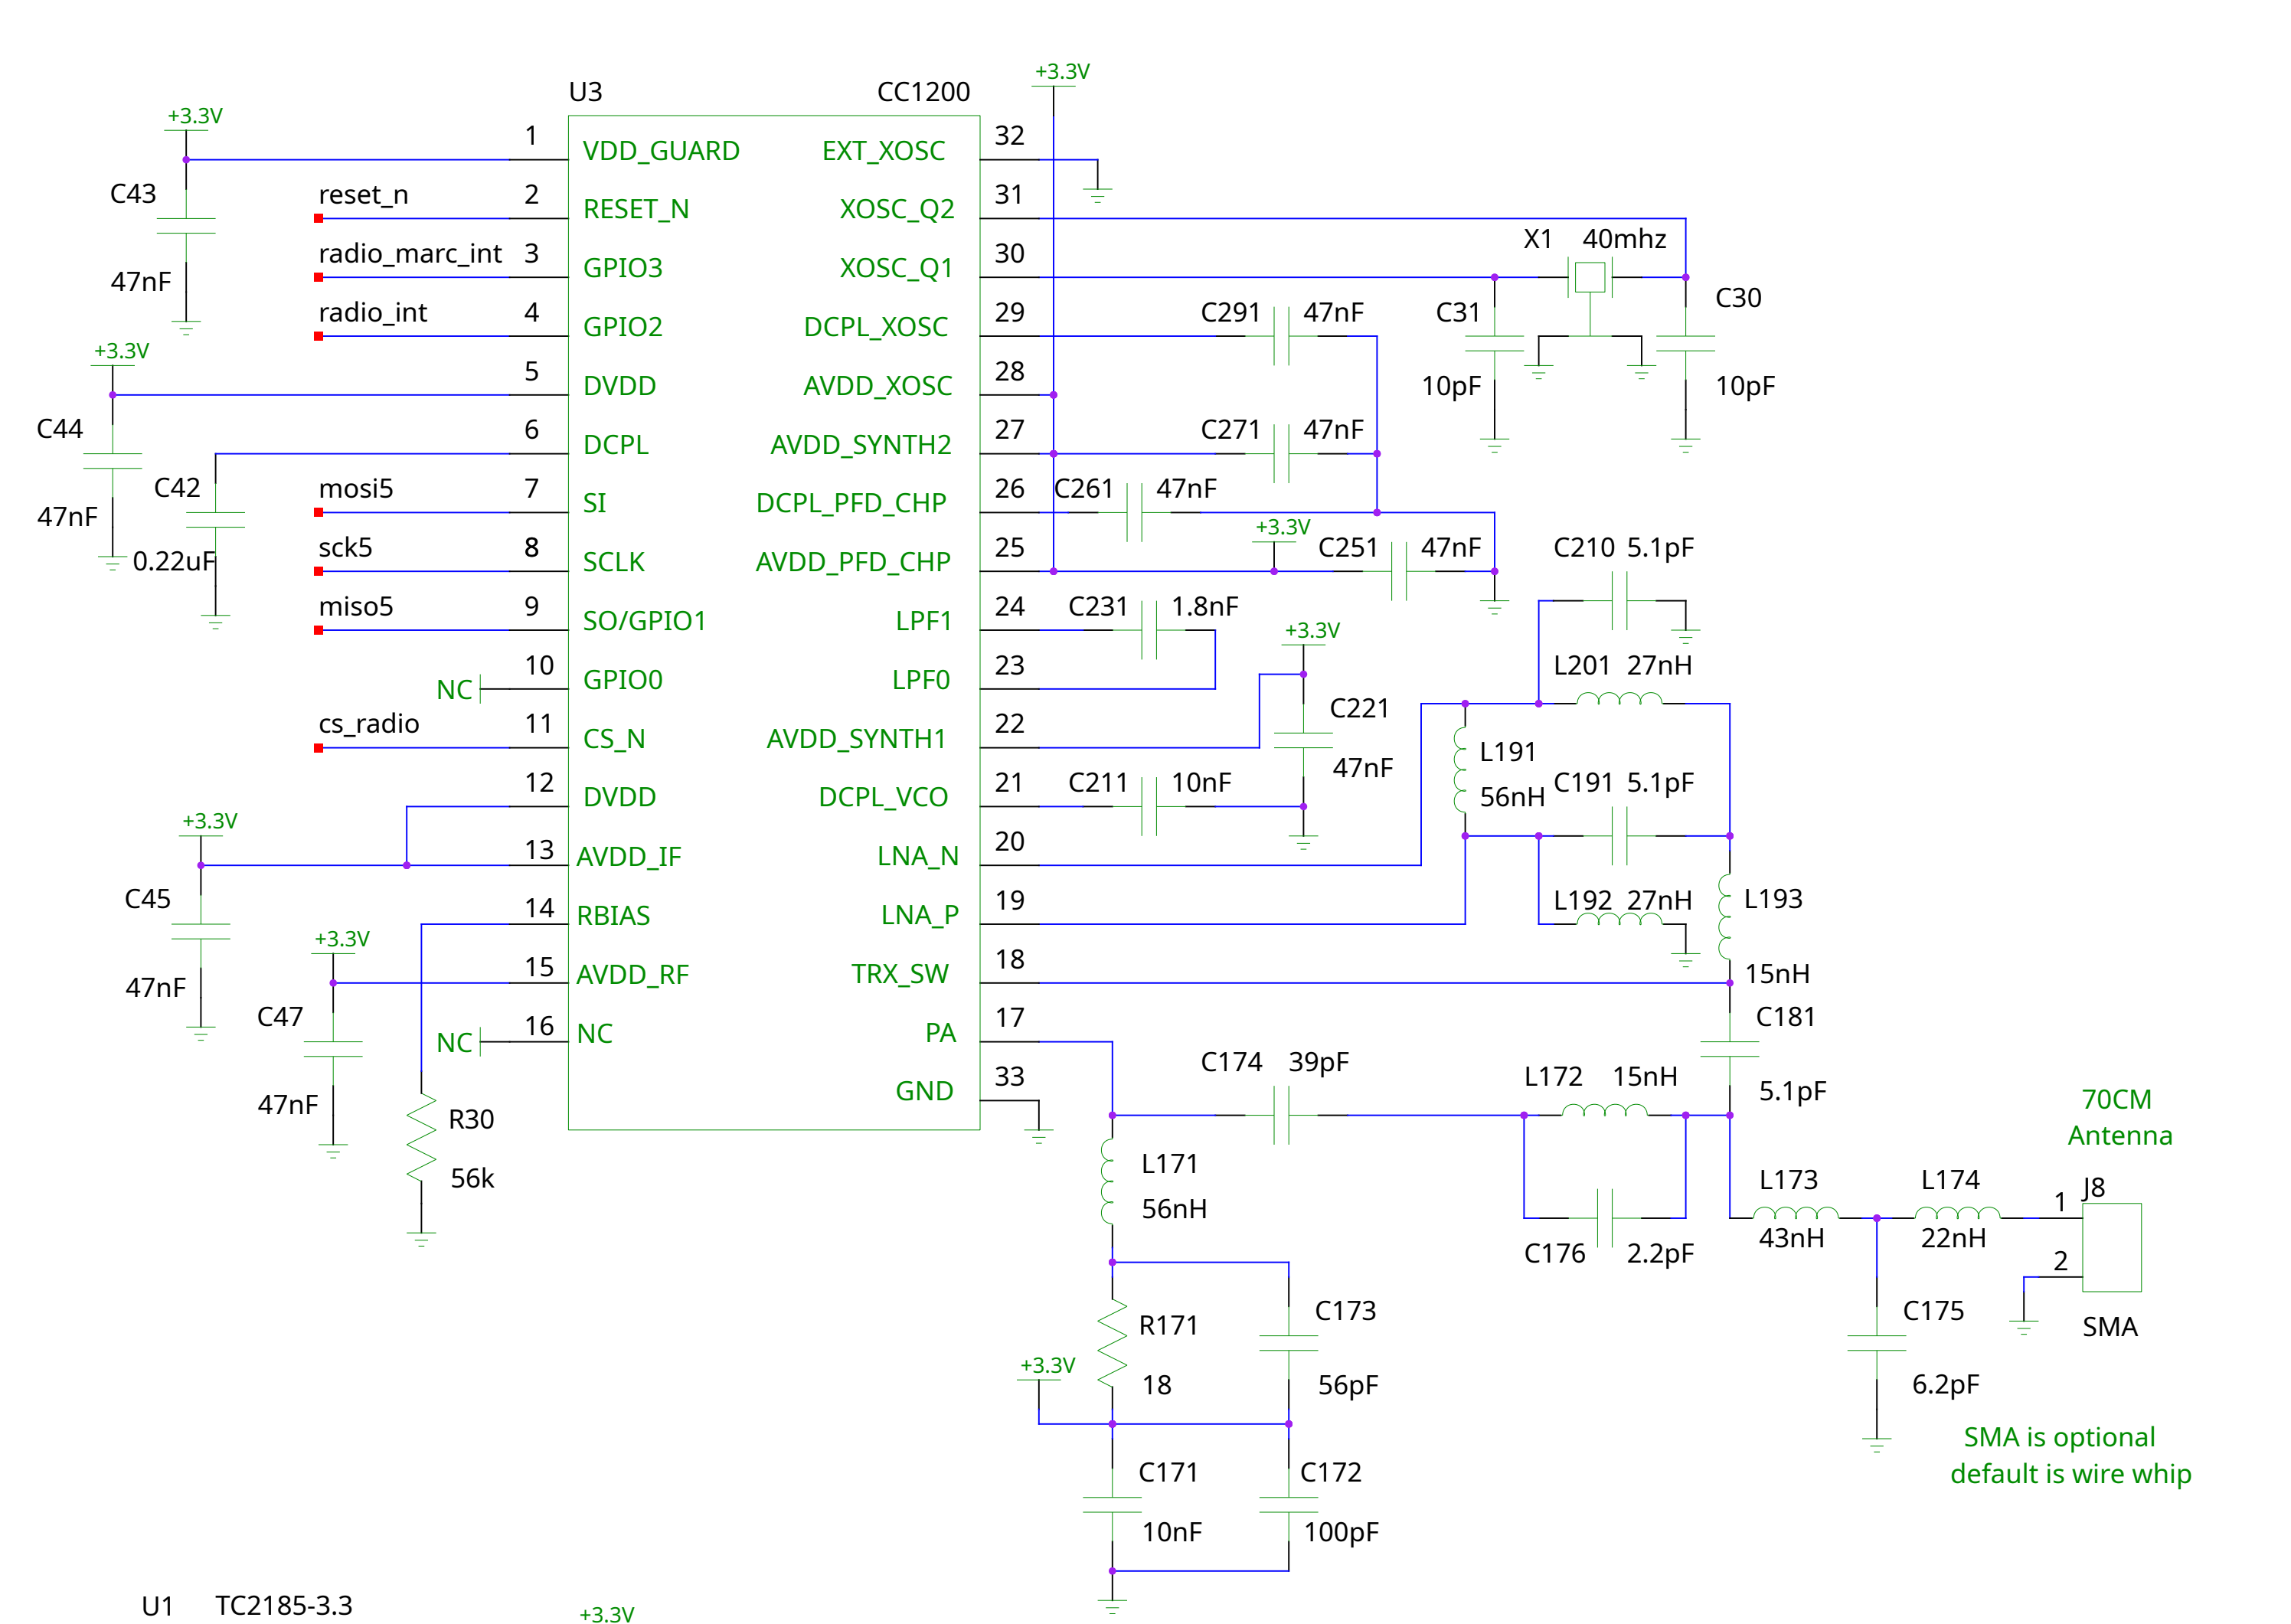 +3.3V
U3 CC1200
+3.3V
1 VDD_GUARD EXT_XOSC 32
C43 reset_n 2 RESET_N XOSC_Q2 31
X1 40mhz
radio_marc_int 3 GPIO3 XOSC_Q1 30
47nF
C30
radio_int 4 GPIO2 DCPL_XOSC 29 C291 47nF C31
+3.3V
5 DVDD AVDD_XOSC 28 10pF 10pF
C44 6 DCPL AVDD_SYNTH2 27 C271 47nF
C42 mosi5 7 SI DCPL_PFD_CHP 26 C261 47nF
47nF
+3.3V
0.22uF sck5 8 SCLK AVDD_PFD_CHP 25 C251 47nF C210 5.1pF
miso5 9 SO/GPIO1 LPF1 24 C231 1.8nF
+3.3V
NC 10 GPIO0 LPF0 23 L201 27nH
C221
cs_radio 11 CS_N AVDD_SYNTH1 22
L191
47nF
12 DVDD DCPL_VCO 21 C211 10nF 56nH C191 5.1pF
+3.3V
13 AVDD_IF LNA_N 20
C45 14 RBIAS LNA_P 19 L192 27nH L193
+3.3V
15 AVDD_RF TRX_SW 18 15nH
47nF
C47 NC 16 NC PA 17 C181
C174 39pF
GND 33 L172 15nH 5.1pF
47nF R30
70CM
Antenna
L171
56k
L173 L174 1 J8
56nH
43nH 22nH
C176 2.2pF 2
C173 C175
R171 SMA
+3.3V
18 56pF 6.2pF
SMA is optional
default is wire whip
C171 C172
10nF 100pF
U1 TC2185-3.3
+3.3V